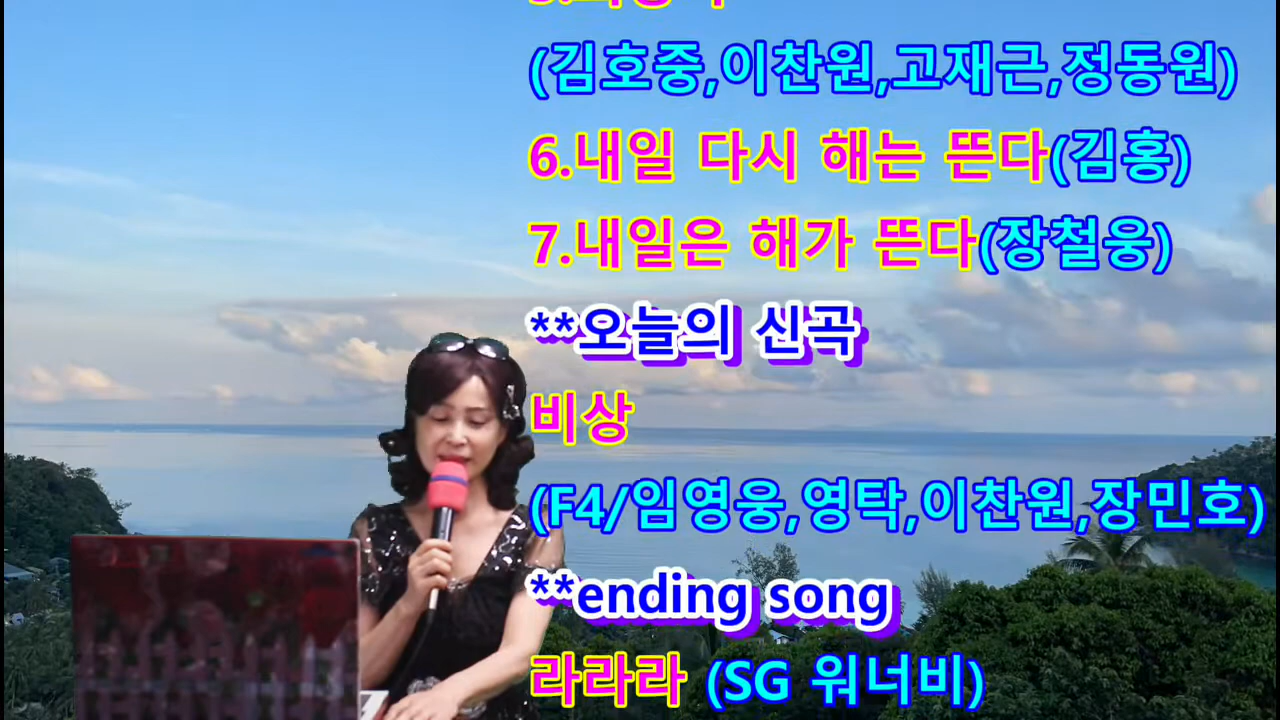 (김호중,이찬원,고재근,정동원)
6.내일 다시 해는 뜬다(김홍)
7.내일은 해가 뜬다(장철웅)
**오늘의 신곡
비상
(F4/임영웅,영탁,이찬원,장민호)
**ending song
라라라 (SG 워너비)